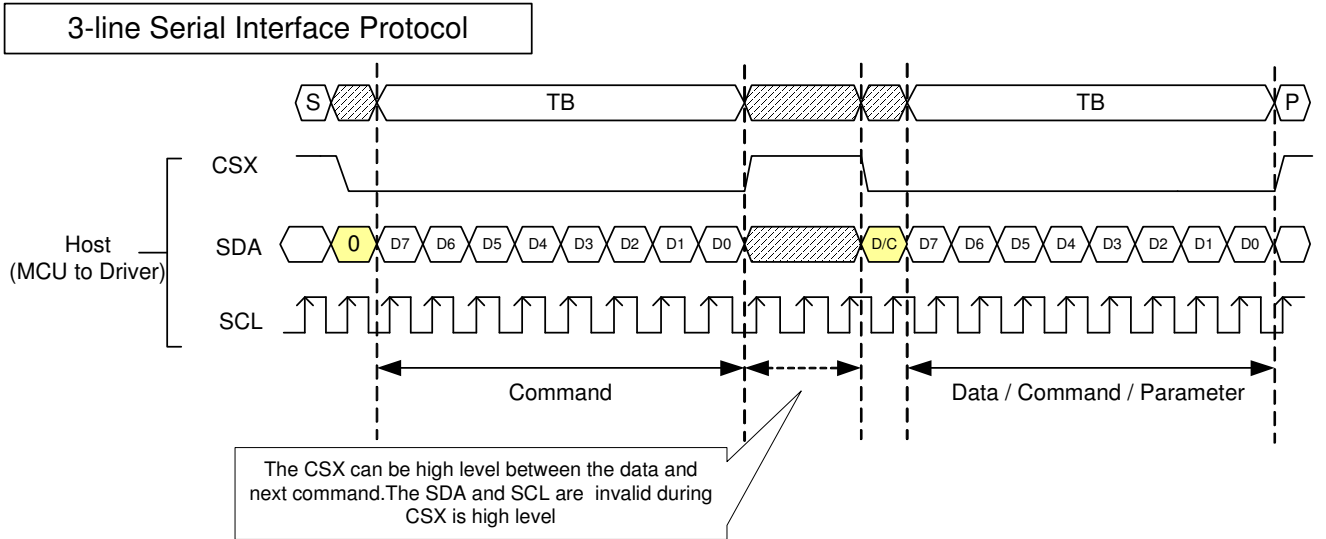 3-line Serial Interface Protocol
S TB TB P
CSX
SDA 0 D7 D6 D5 D4 D3 D2 D1 D0 D/C D7 D6 D5 D4 D3 D2 D1 D0
Host
(MCU to Driver)
SCL
Command Data / Command / Parameter
The CSX can be high level between the data and
next command.The SDA and SCL are invalid during
CSX is high level